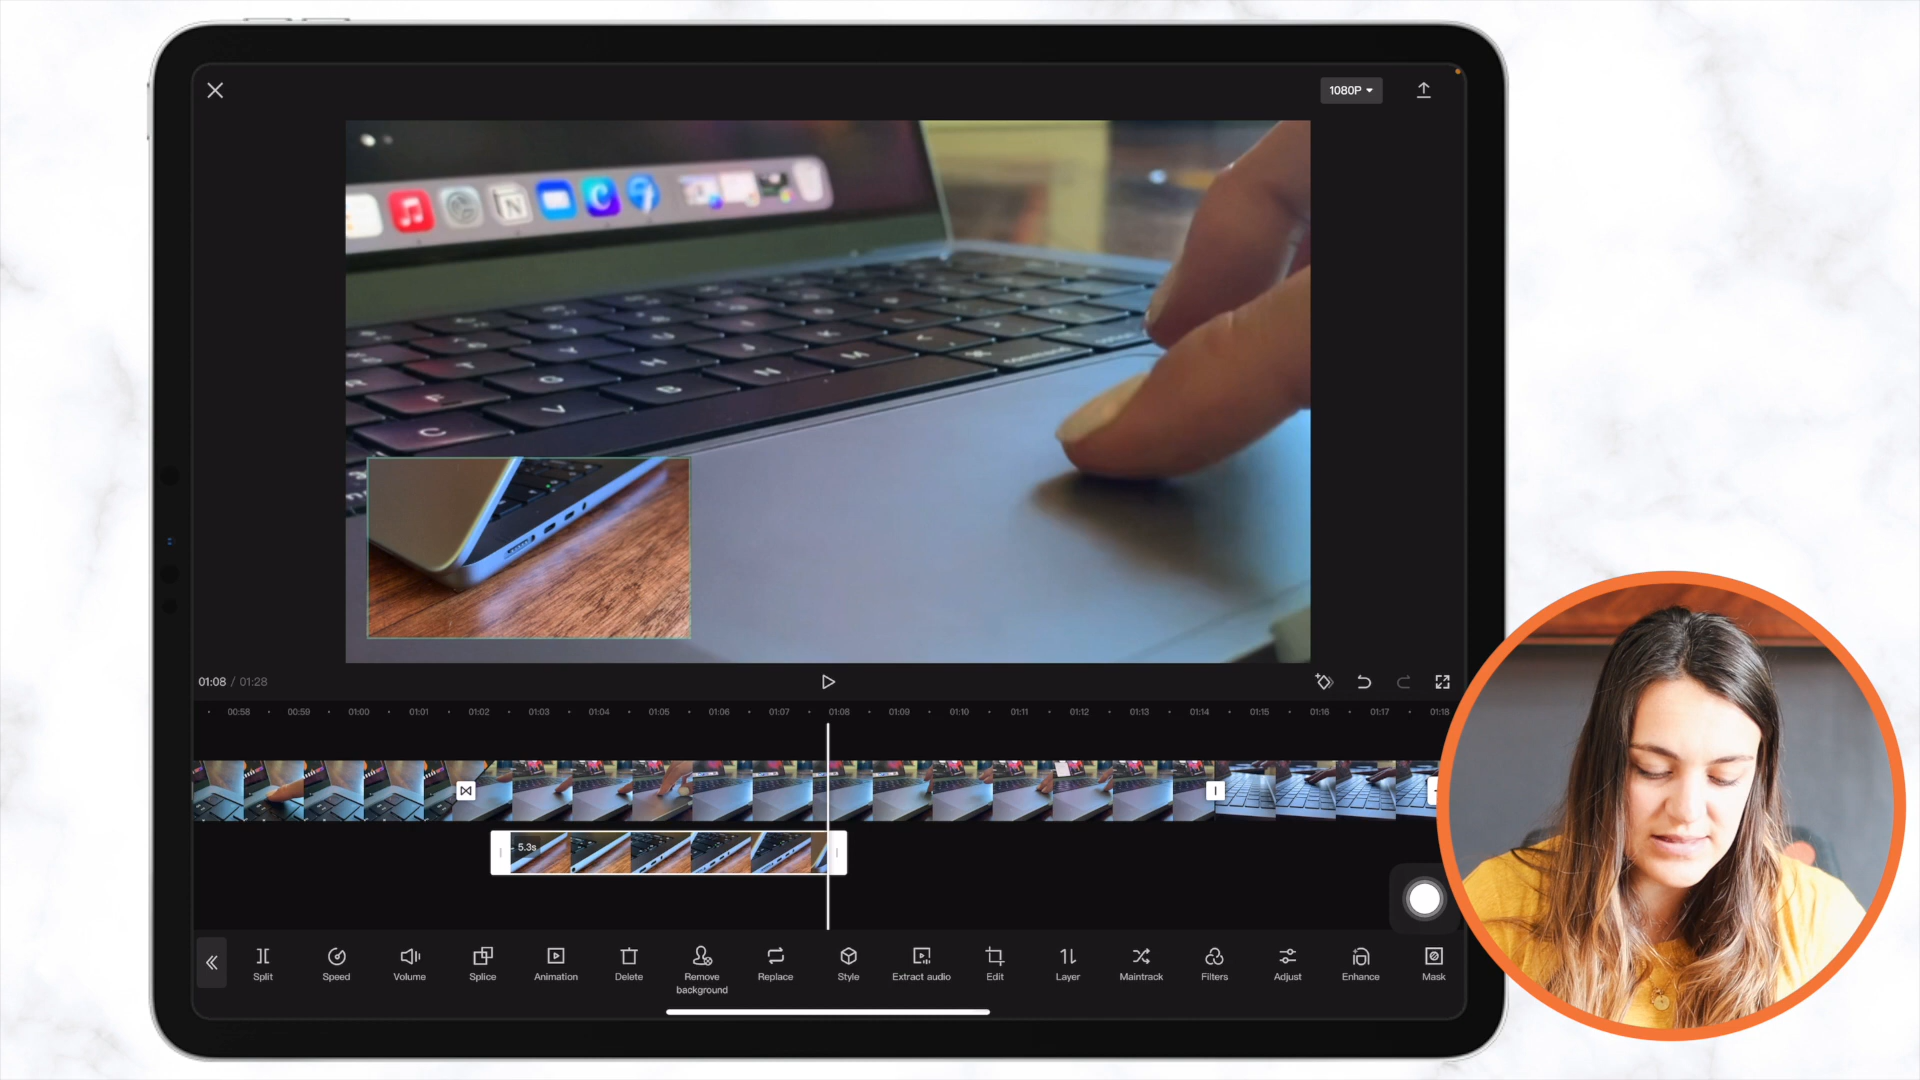 1080P
N
C
command
option
K
M
J
N
H
B
G
V
T
R
F
C
01:08 / 01:28
00:58 00:59 01:00 01:01 01:02 01:03 01:04 01:05 01:06 01:07 01:08 01:09 01:10 01:11 01:12 01:13 01:14 01:15 01:16 01:17 01:18
5.3s
Split Speed Volume Splice Animation Delete Remove background Replace Style Extract audio Edit Layer Maintrack Filters Adjust Enhance Mask